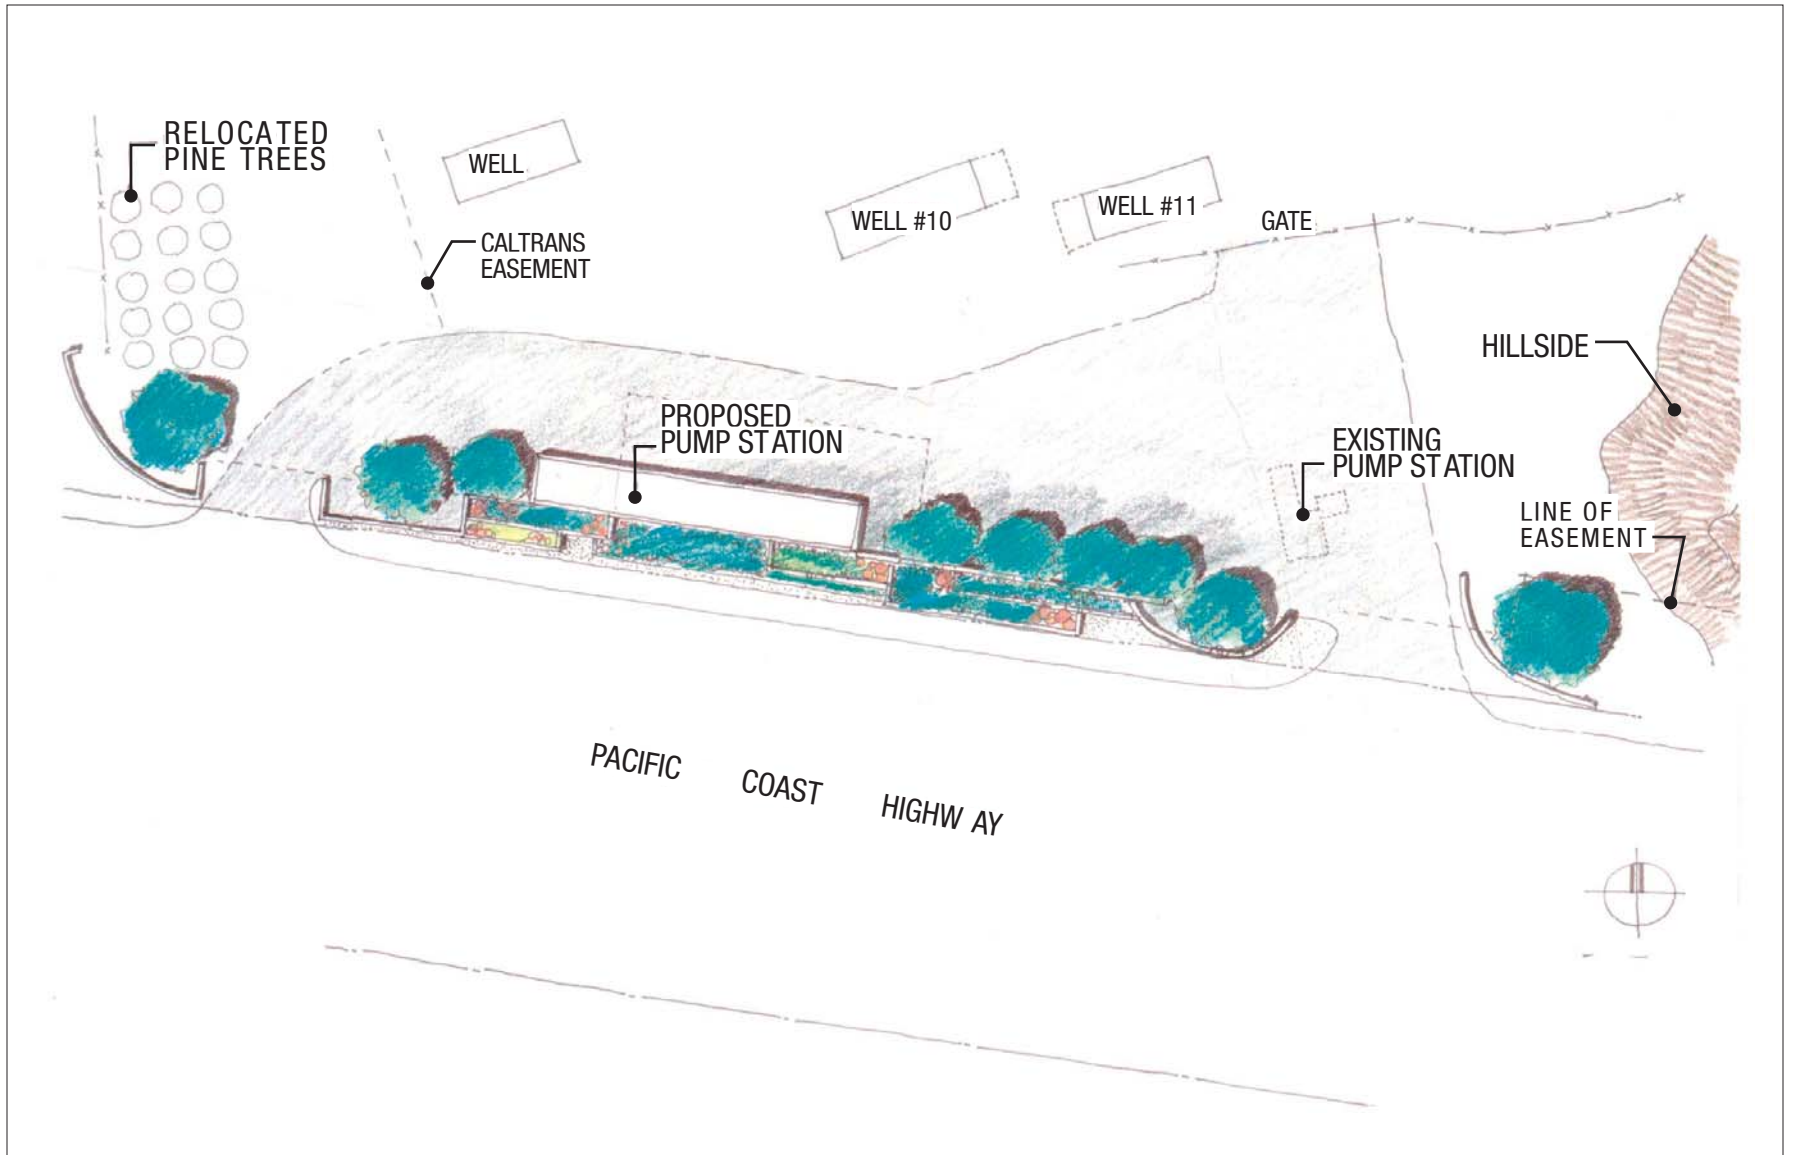 RELOCATED
PINE TREES
WELL
CALTRANS
EASEMENT
WELL #10
WELL #11
GATE
HILLSIDE
PROPOSED
PUMP STATION
EXISTING
PUMP STATION
LINE OF
EASEMENT
PACIFIC COAST HIGHW AY